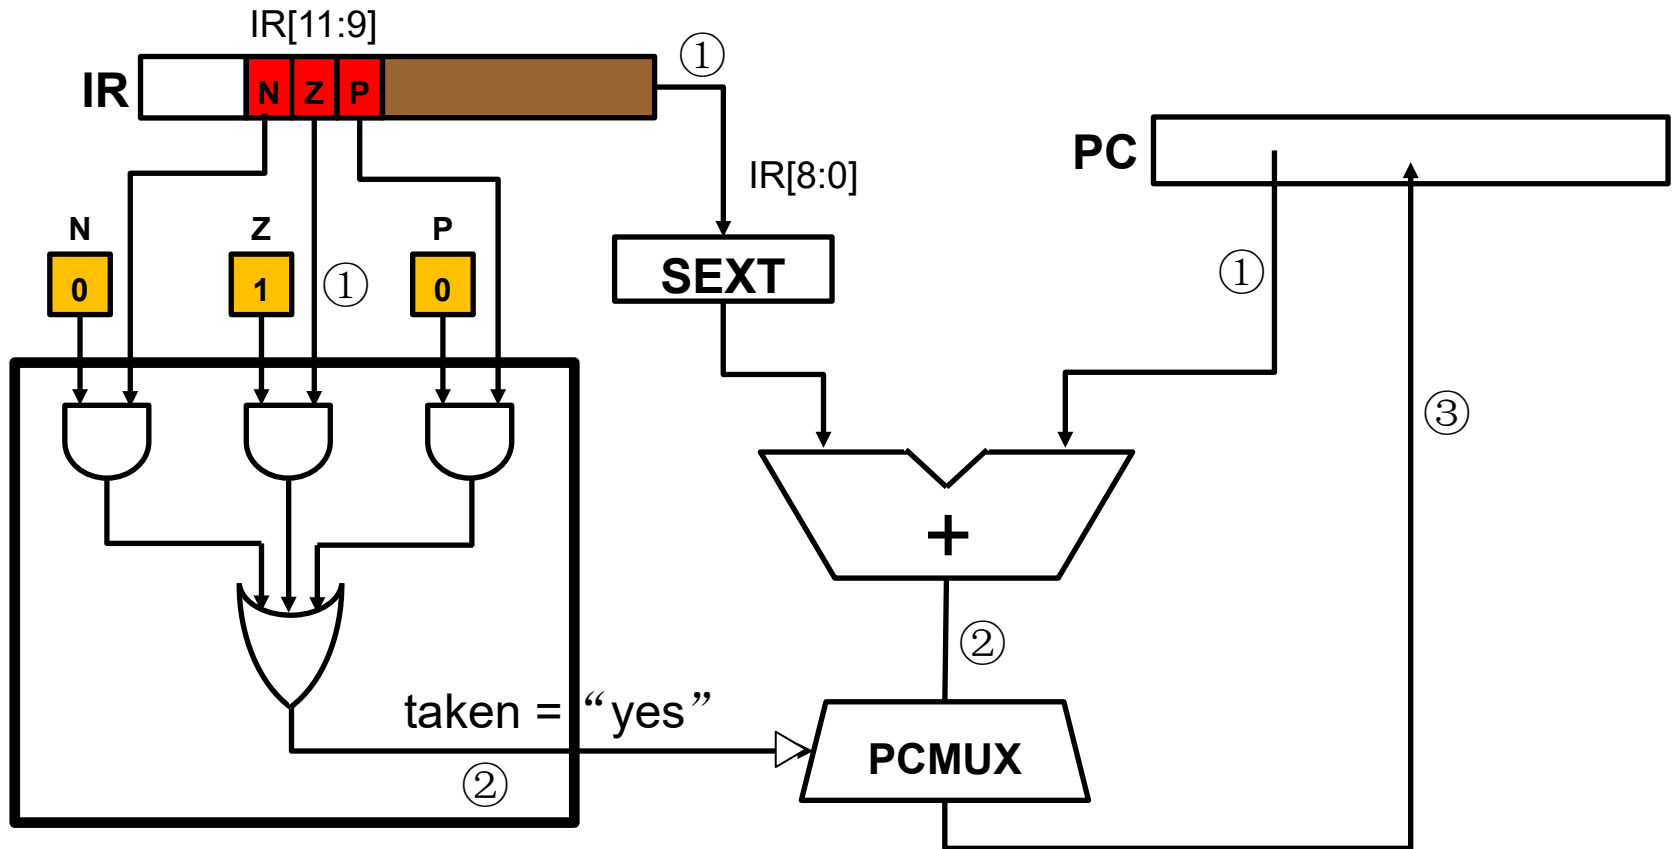 IR[11:9]
①
IR
N Z P
PC
IR[8:0]
N Z P
SEXT
0 1 0
①
①
③
+
②
taken = “yes”
PCMUX
②